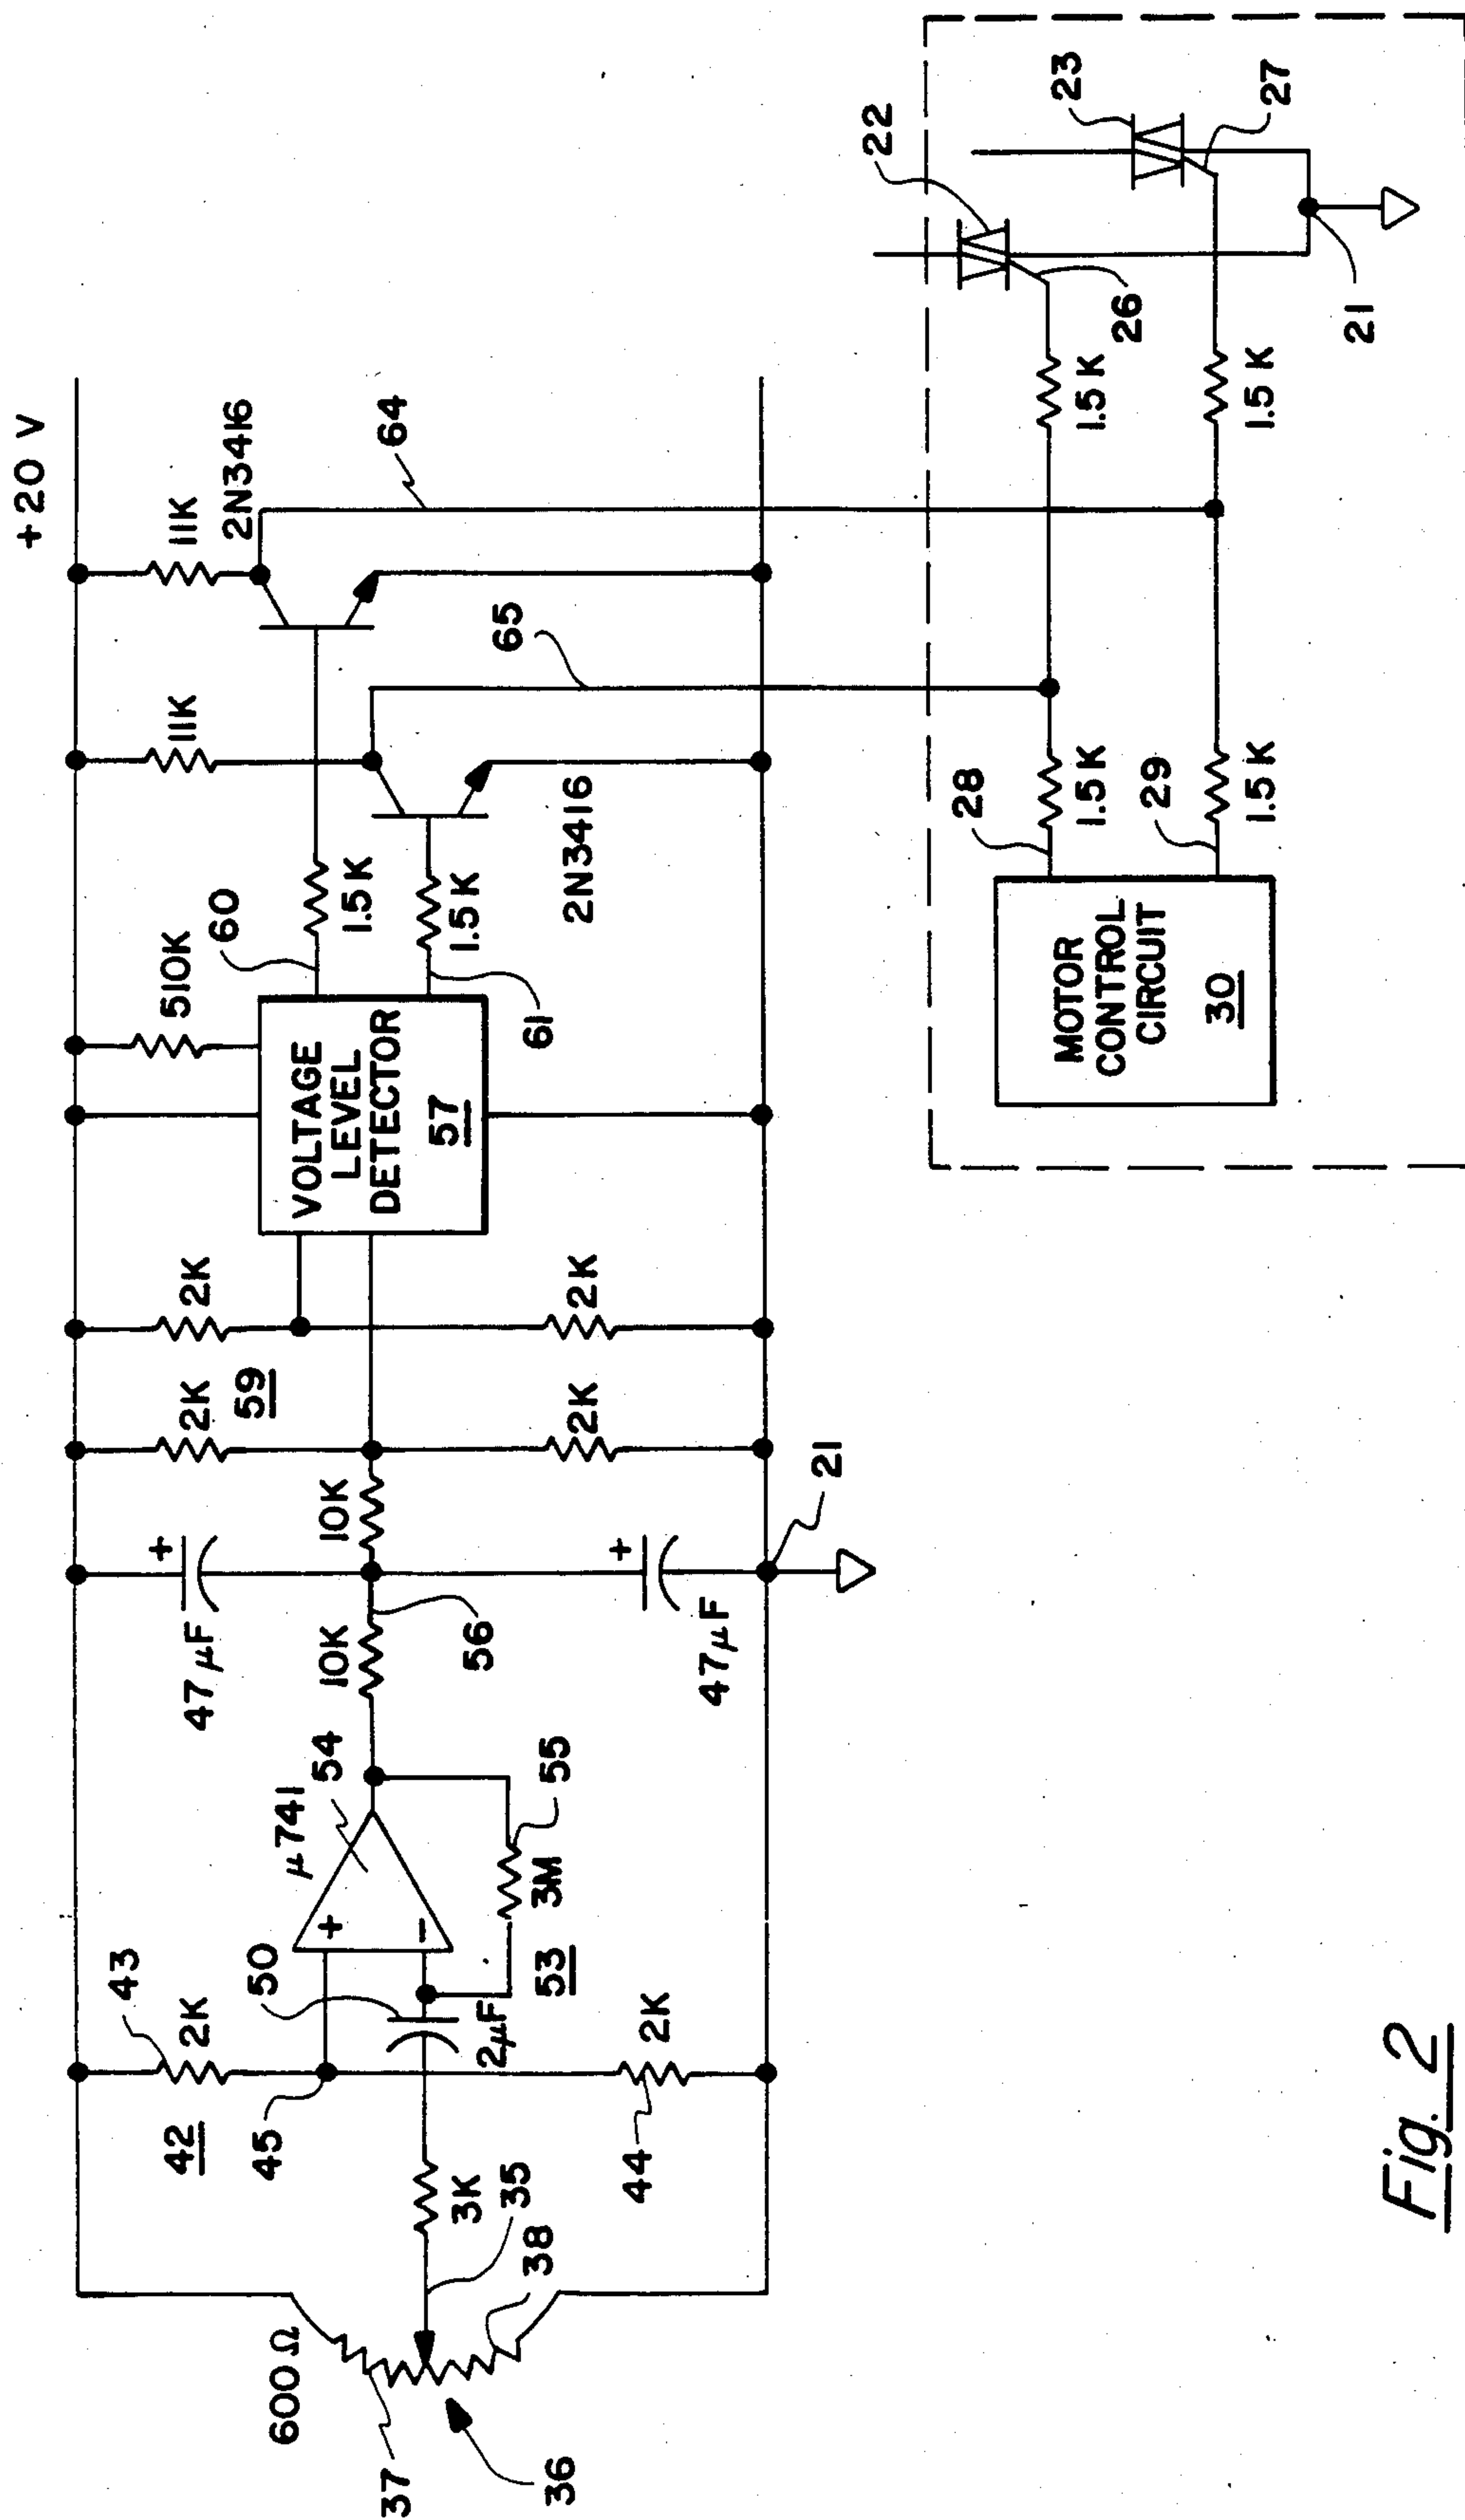 +20 V
600Ω
37
36
38
35
3K
42
43
2K
45
44
2K
50
2µF
53
µ741
54
3M
55
47µF
47µF
10K
56
10K
21
2K
59
2K
2K
2K
VOLTAGE
LEVEL
DETECTOR
57
510K
60
61
1.5K
1.5K
11K
2N3416
11K
2N3416
64
65
MOTOR
CONTROL
CIRCUIT
30
28
29
1.5K
1.5K
1.5K
1.5K
26
22
23
27
21
Fig. 2